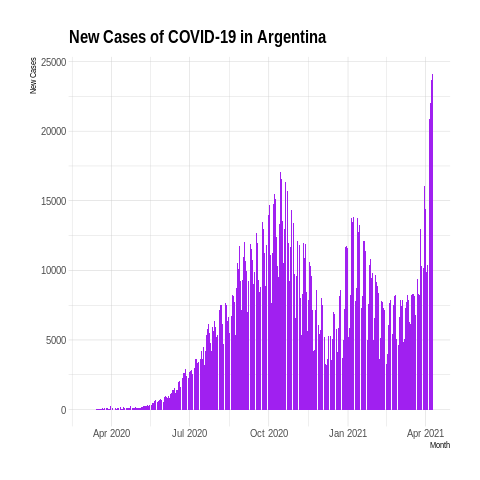 New Cases of COVID-19 in Argentina
New Cases
25000
20000
15000
10000
5000
0
Apr 2020 Jul 2020 Oct 2020 Jan 2021 Apr 2021
Month